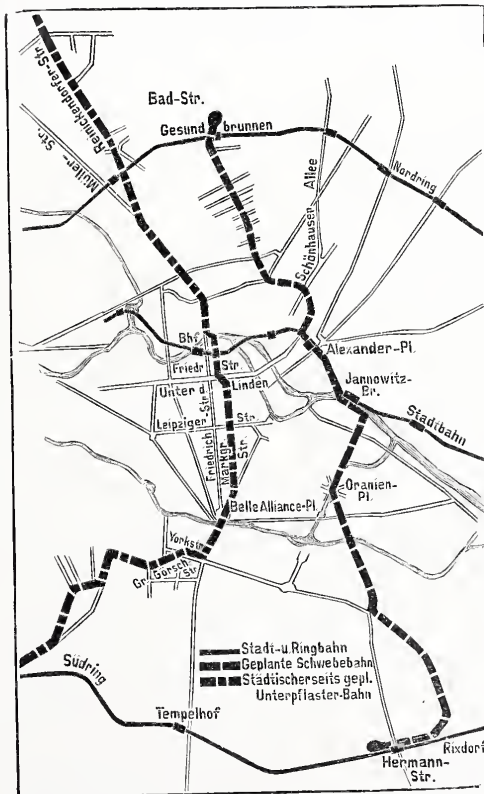 Bad-Str.
Gesundbrunnen
Reinickendorfer-Str.
Müller-Str.
Nordring
Schönhauser Allee
Bhf. Friedr. Str.
Alexander-Pl.
Unter d. Linden
Jannowitz-Br.
Stadtbahn
Leipziger Str.
Friedrich-Str.
Markgr. Str.
Oranien-Pl.
Belle Alliance-Pl.
Yorkstr.
Gr. Görsch. Str.
Stadt-u. Ringbahn
Geplante Schwebebahn
Städtischerseits gepl.
Unterpflaster-Bahn
Südring
Tempelhof
Rixdorf
Hermann-Str.